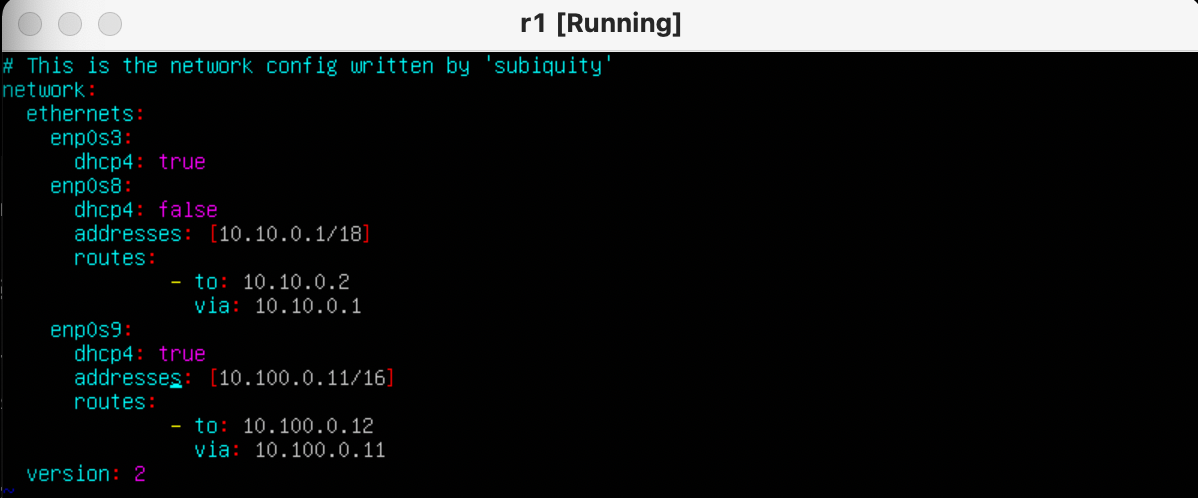 r1 [Running]
# This is the network config written by 'subiquity'
network:
  ethernets:
    enp0s3:
      dhcp4: true
    enp0s8:
      dhcp4: false
      addresses: [10.10.0.1/18]
      routes:
              - to: 10.10.0.2
                via: 10.10.0.1
    enp0s9:
      dhcp4: true
      addresses: [10.100.0.11/16]
      routes:
              - to: 10.100.0.12
                via: 10.100.0.11
  version: 2
~